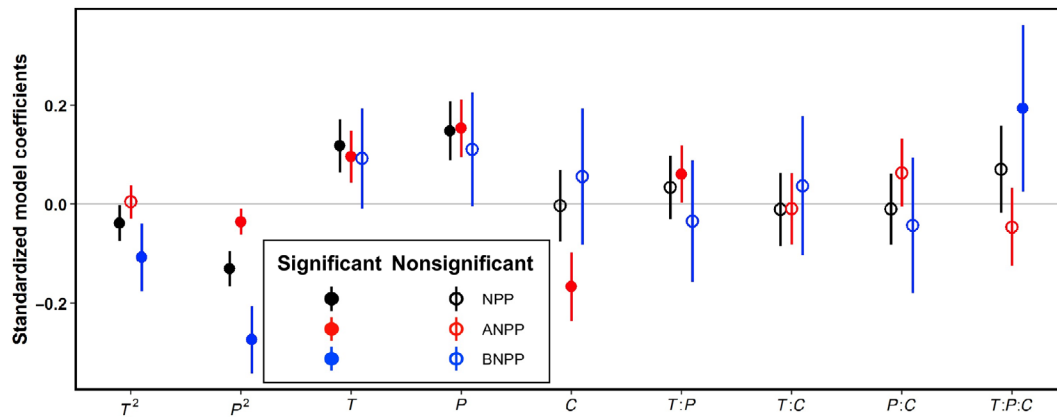 Standardized model coefficients
0.2
0.0
−0.2
Significant Nonsignificant
NPP
ANPP
BNPP
T² P² T P C T:P T:C P:C T:P:C